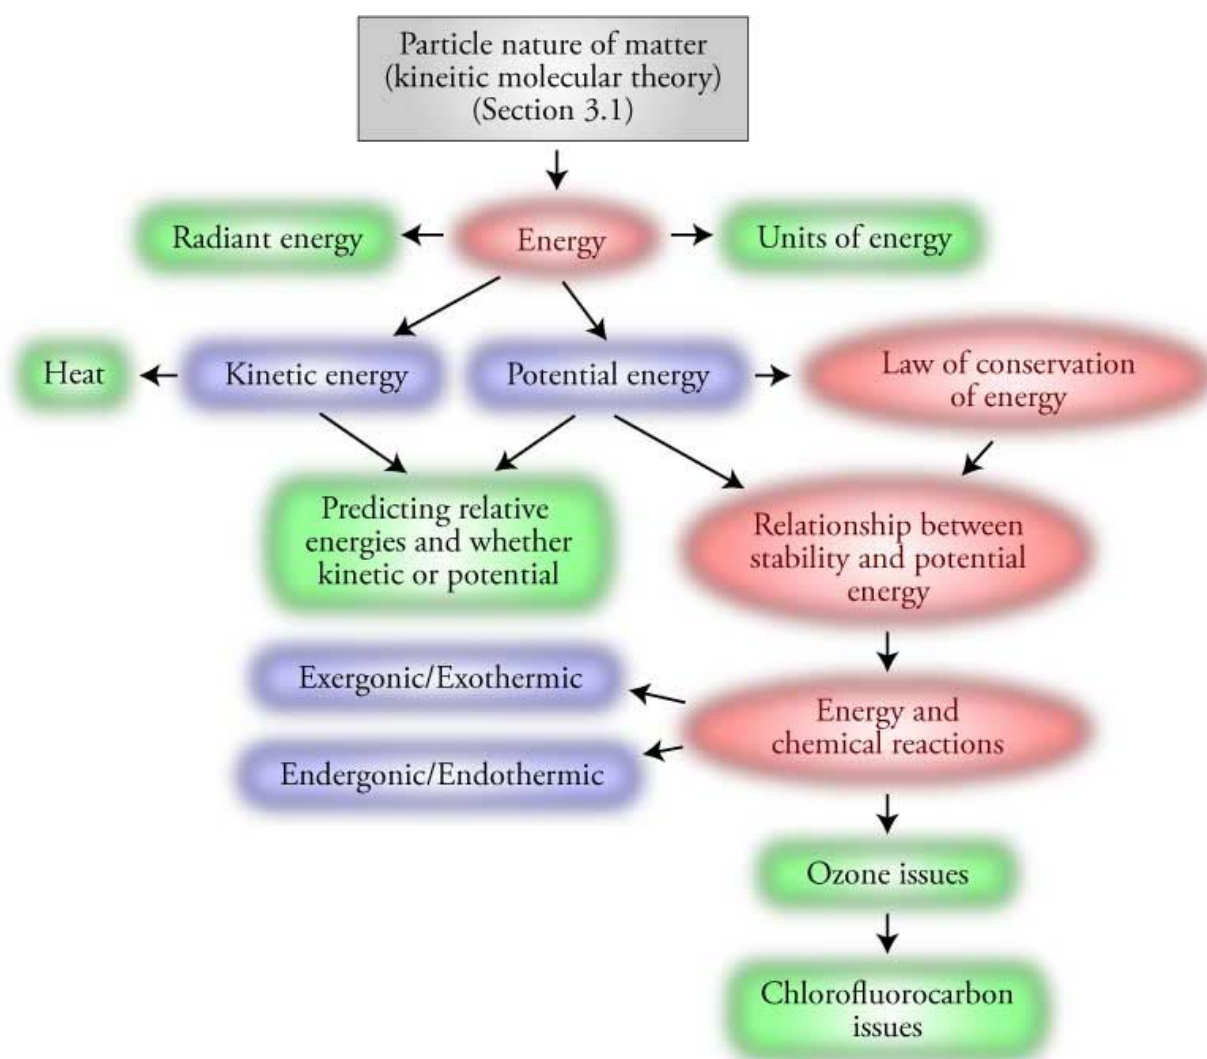 Particle nature of matter
(kineitic molecular theory)
(Section 3.1)
Radiant energy
Energy
Units of energy
Heat
Kinetic energy
Potential energy
Law of conservation
of energy
Predicting relative
energies and whether
kinetic or potential
Relationship between
stability and potential
energy
Exergonic/Exothermic
Energy and
chemical reactions
Endergonic/Endothermic
Ozone issues
Chlorofluorocarbon
issues